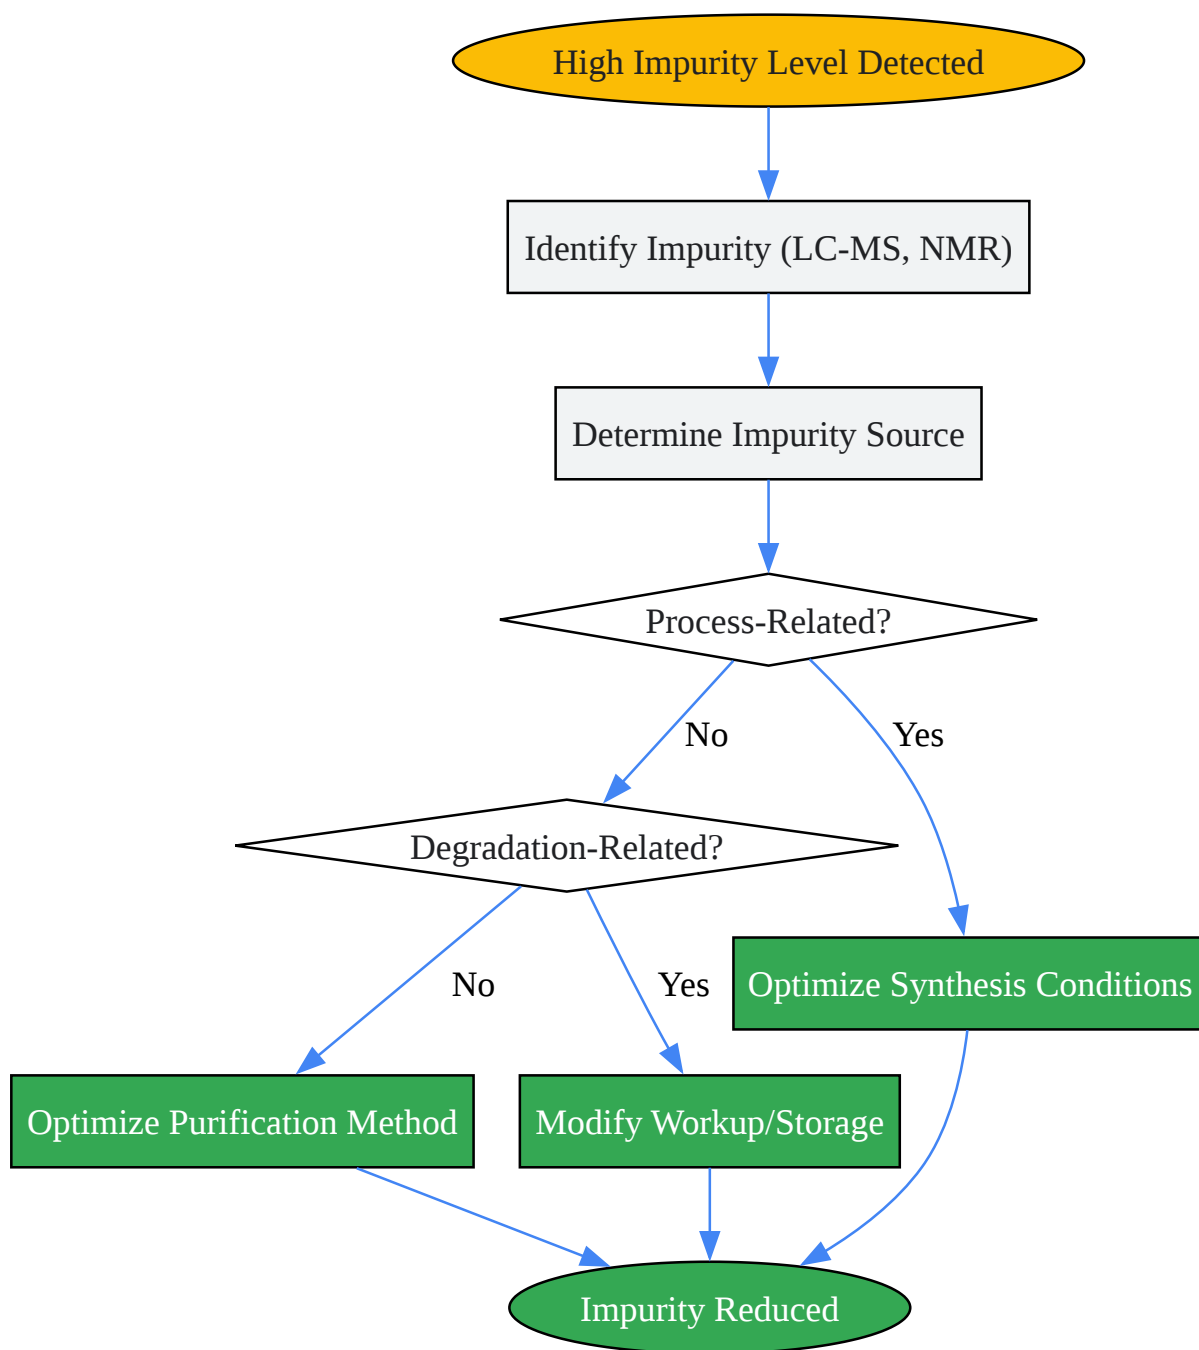 High Impurity Level Detected
Identify Impurity (LC-MS, NMR)
Determine Impurity Source
Process-Related?
No
Yes
Degradation-Related?
No
Yes
Optimize Synthesis Conditions
Optimize Purification Method
Modify Workup/Storage
Impurity Reduced